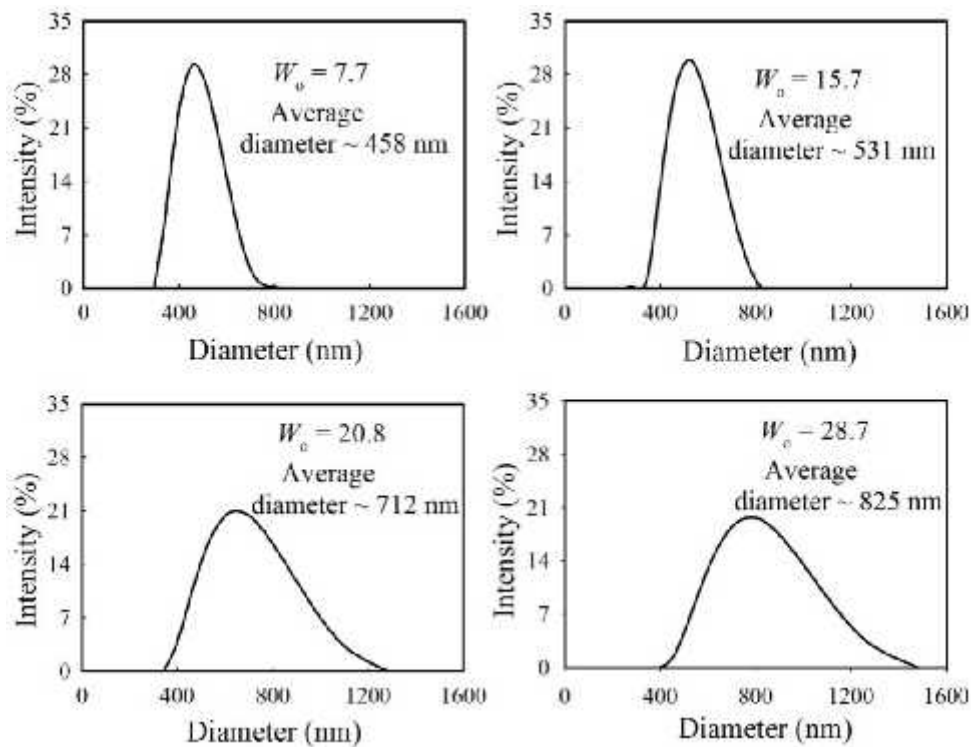 35
28
21
14
7
0
Intensity (%)
Wo = 7.7
Average
diameter ~ 458 nm
0 400 800 1200 1600
Diameter (nm)
35
28
21
14
7
0
Intensity (%)
Wo = 15.7
Average
diameter ~ 531 nm
0 400 800 1200 1600
Diameter (nm)
35
28
21
14
7
0
Intensity (%)
Wo = 20.8
Average
diameter ~ 712 nm
0 400 800 1200 1600
Diameter (nm)
35
28
21
14
7
0
Intensity (%)
Wo – 28.7
Average
diameter ~ 825 nm
0 400 800 1200 1600
Diameter (nm)